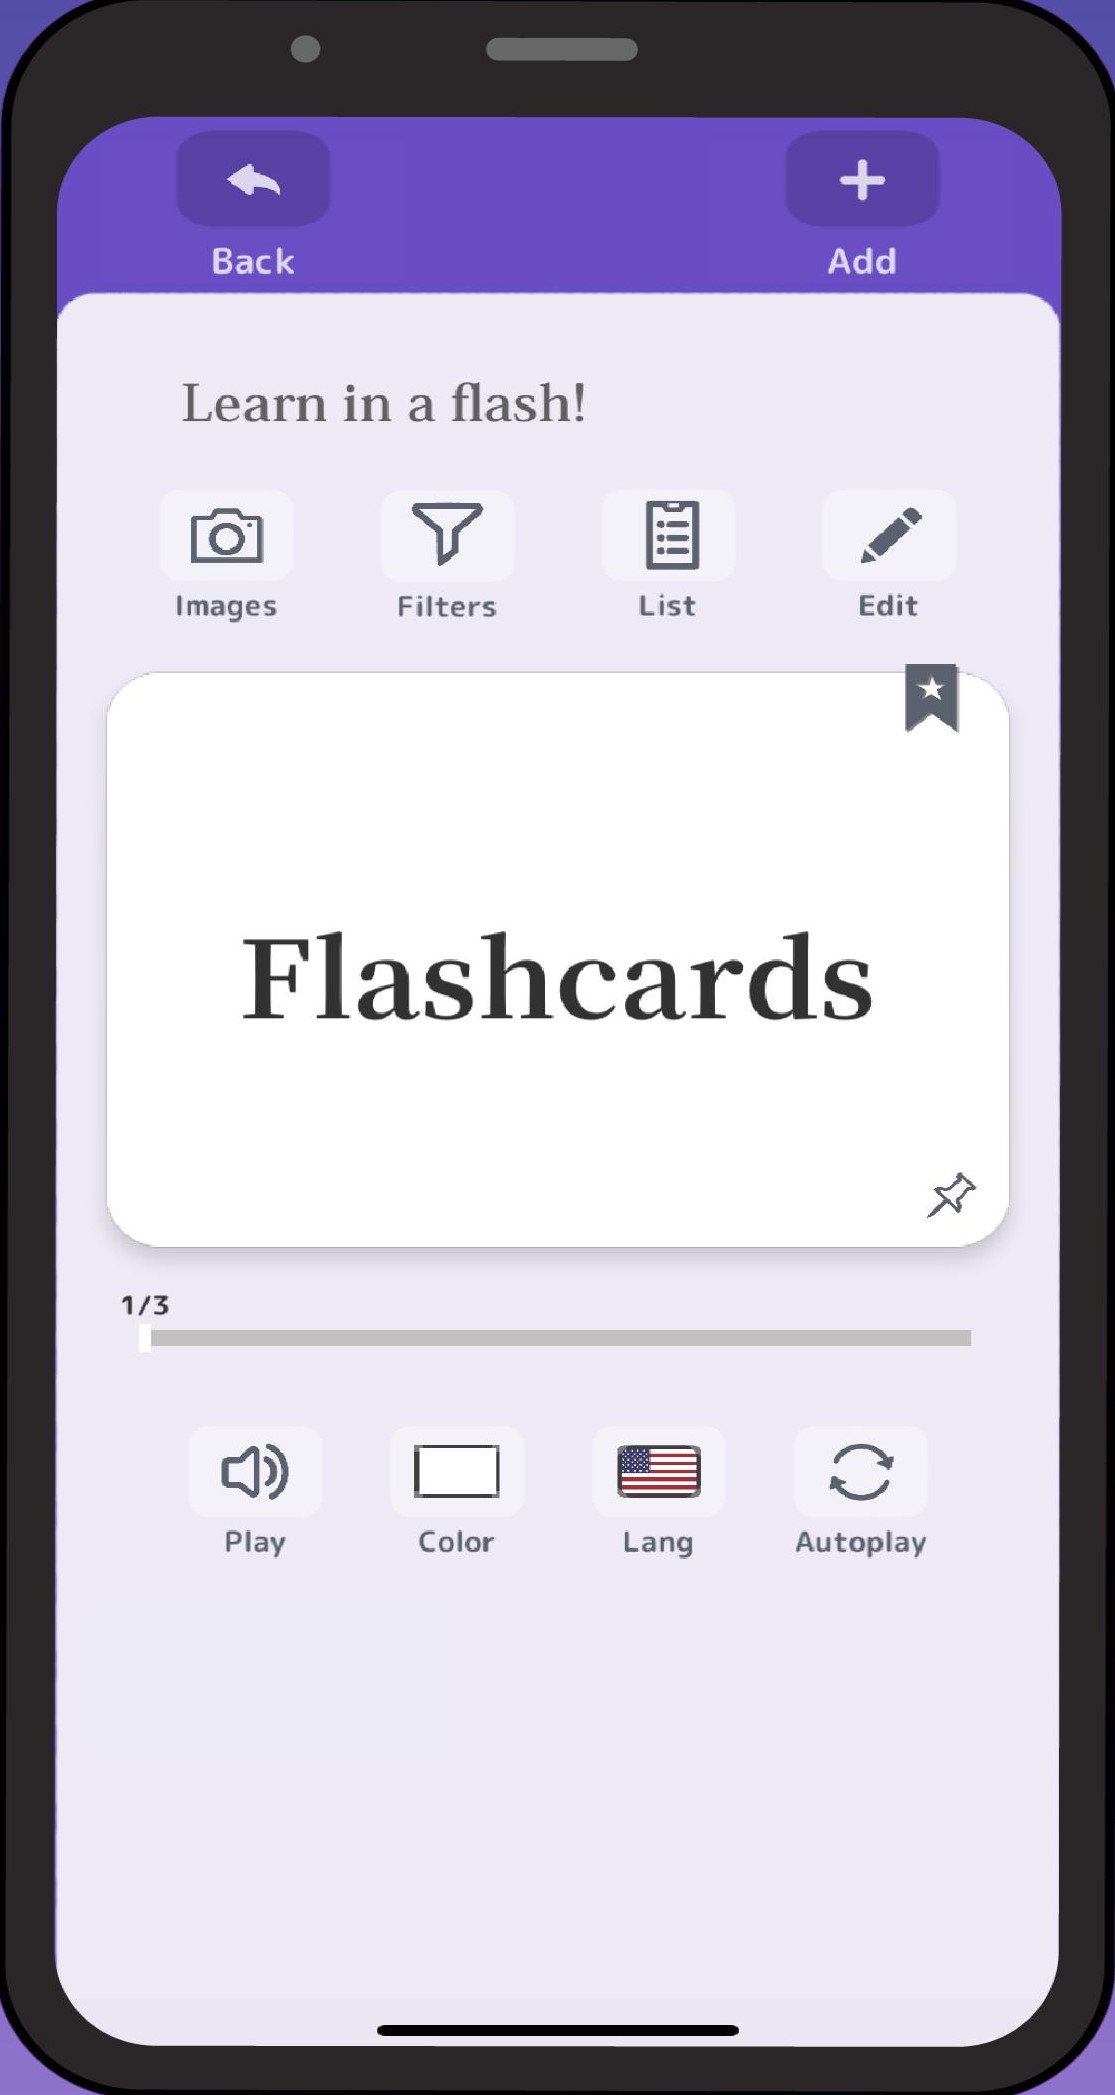 Back Add
Learn in a flash!
Images Filters List Edit
Flashcards
1/3
Play Color Lang Autoplay